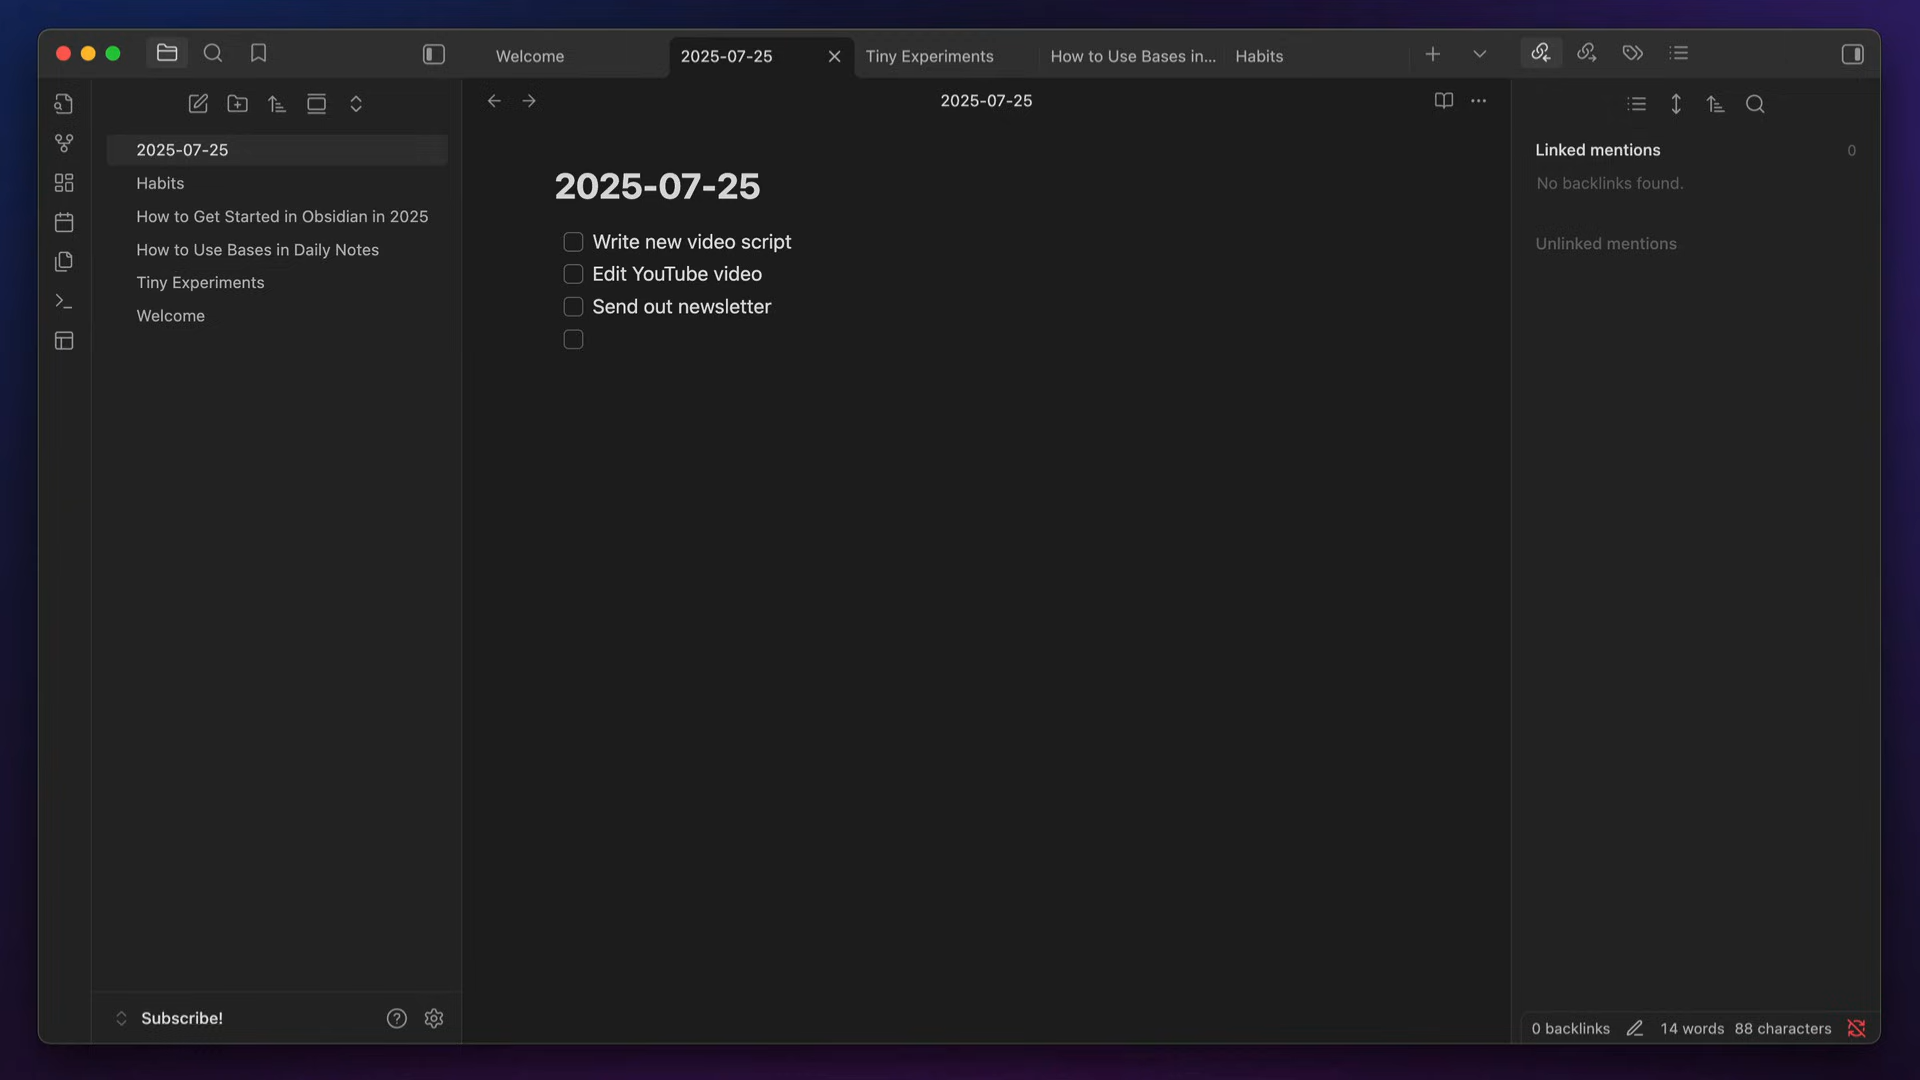 Welcome
2025-07-25
Tiny Experiments
How to Use Bases in...
Habits
2025-07-25
Habits
How to Get Started in Obsidian in 2025
How to Use Bases in Daily Notes
Tiny Experiments
Welcome
Subscribe!
2025-07-25
2025-07-25
Write new video script
Edit YouTube video
Send out newsletter
Linked mentions 0
No backlinks found.
Unlinked mentions
0 backlinks 14 words 88 characters